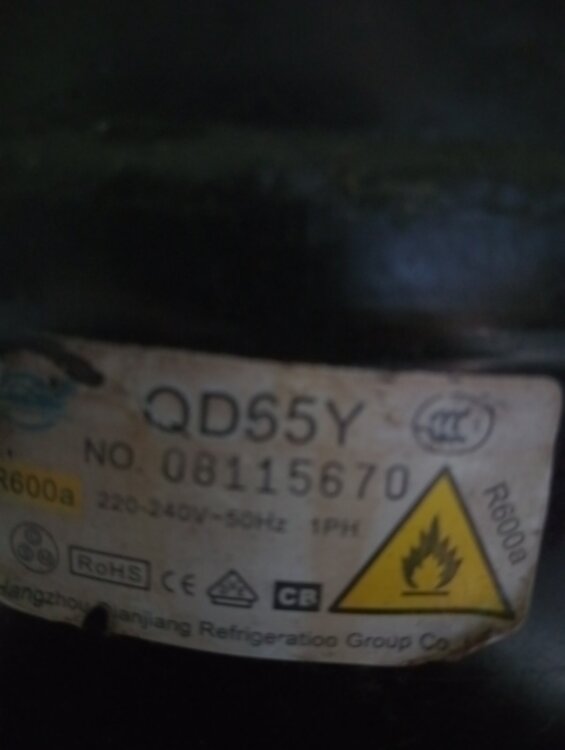 QD55Y
NO. 08115670
R600a
220-240V~50Hz 1PH
R600a
RoHS
CE
CB
Refrigeration Group Co.